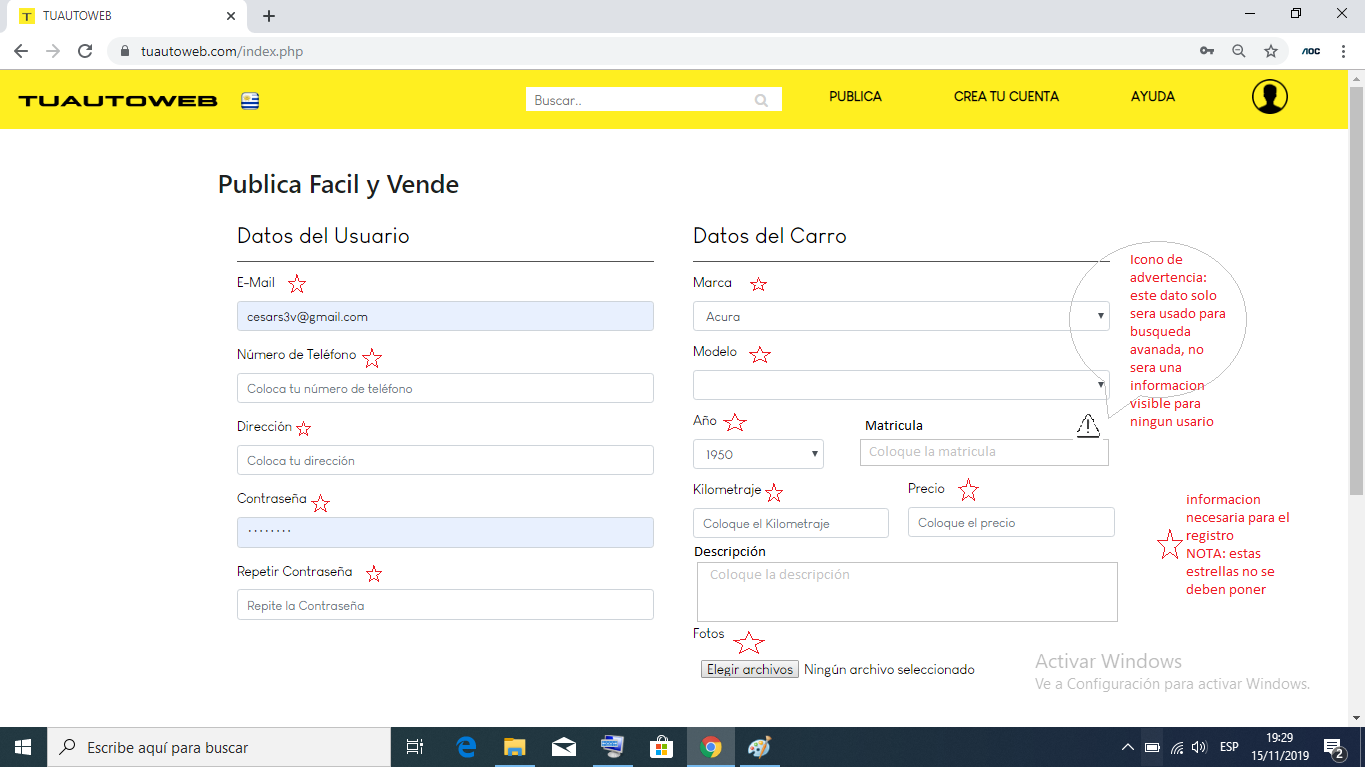 TUAUTOWEB
tuautoweb.com/index.php
AOC
TUAUTOWEB
Buscar..
PUBLICA
CREA TU CUENTA
AYUDA
Publica Facil y Vende
Datos del Usuario
E-Mail
cesars3v@gmail.com
Número de Teléfono
Coloca tu número de teléfono
Dirección
Coloca tu dirección
Contraseña
········
Repetir Contraseña
Repite la Contraseña
Datos del Carro
Marca
Acura
Modelo
Año
1950
Matricula
Coloque la matricula
Kilometraje
Coloque el Kilometraje
Precio
Coloque el precio
Descripción
Coloque la descripción
Fotos
Elegir archivos Ningún archivo seleccionado
Icono de
advertencia:
este dato solo
sera usado para
busqueda
avanada, no
sera una
informacion
visible para
ningun usario
informacion
necesaria para el
registro
NOTA: estas
estrellas no se
deben poner
Activar Windows
Ve a Configuración para activar Windows.
Escribe aquí para buscar
ESP
19:29
15/11/2019
2